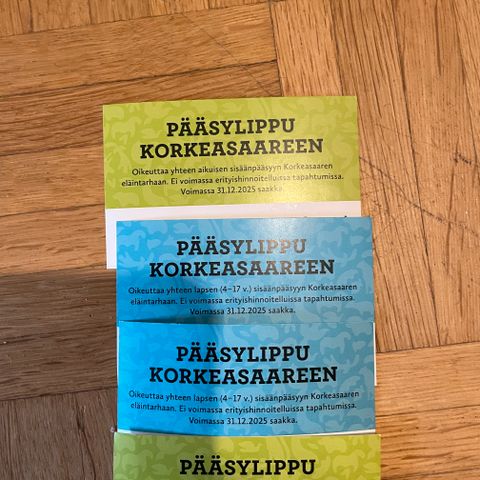 PÄÄSYLIPPU
KORKEASAAREEN
Oikeuttaa yhteen aikuisen sisäänpääsyyn Korkeasaaren
eläintarhaan. Ei voimassa erityishinnoitelluissa tapahtumissa.
Voimassa 31.12.2025 saakka.
PÄÄSYLIPPU
KORKEASAAREEN
Oikeuttaa yhteen lapsen (4–17 v.) sisäänpääsyyn Korkeasaaren
eläintarhaan. Ei voimassa erityishinnoitelluissa tapahtumissa.
Voimassa 31.12.2025 saakka.
PÄÄSYLIPPU
KORKEASAAREEN
Oikeuttaa yhteen lapsen (4–17 v.) sisäänpääsyyn Korkeasaaren
eläintarhaan. Ei voimassa erityishinnoitelluissa tapahtumissa.
Voimassa 31.12.2025 saakka.
PÄÄSYLIPPU